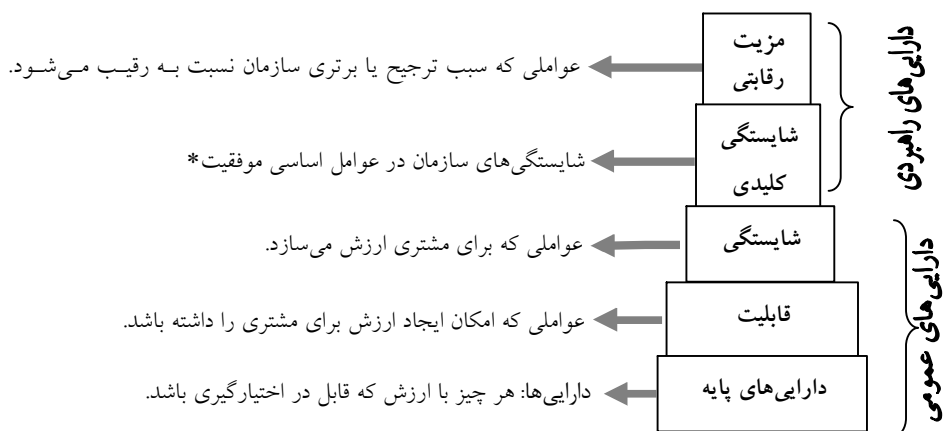 دارایی‌های راهبردی
مزیت
رقابتی
عواملی که سبب ترجیح یا برتری سازمان نسبت به رقیب می‌شود.
شایستگی
کلیدی
شایستگی‌های سازمان در عوامل اساسی موفقیت*
دارایی‌های عمومی
شایستگی
عواملی که برای مشتری ارزش می‌سازد.
قابلیت
عواملی که امکان ایجاد ارزش برای مشتری را داشته باشد.
دارایی‌های پایه
دارایی‌ها: هر چیز با ارزش که قابل در اختیارگیری باشد.